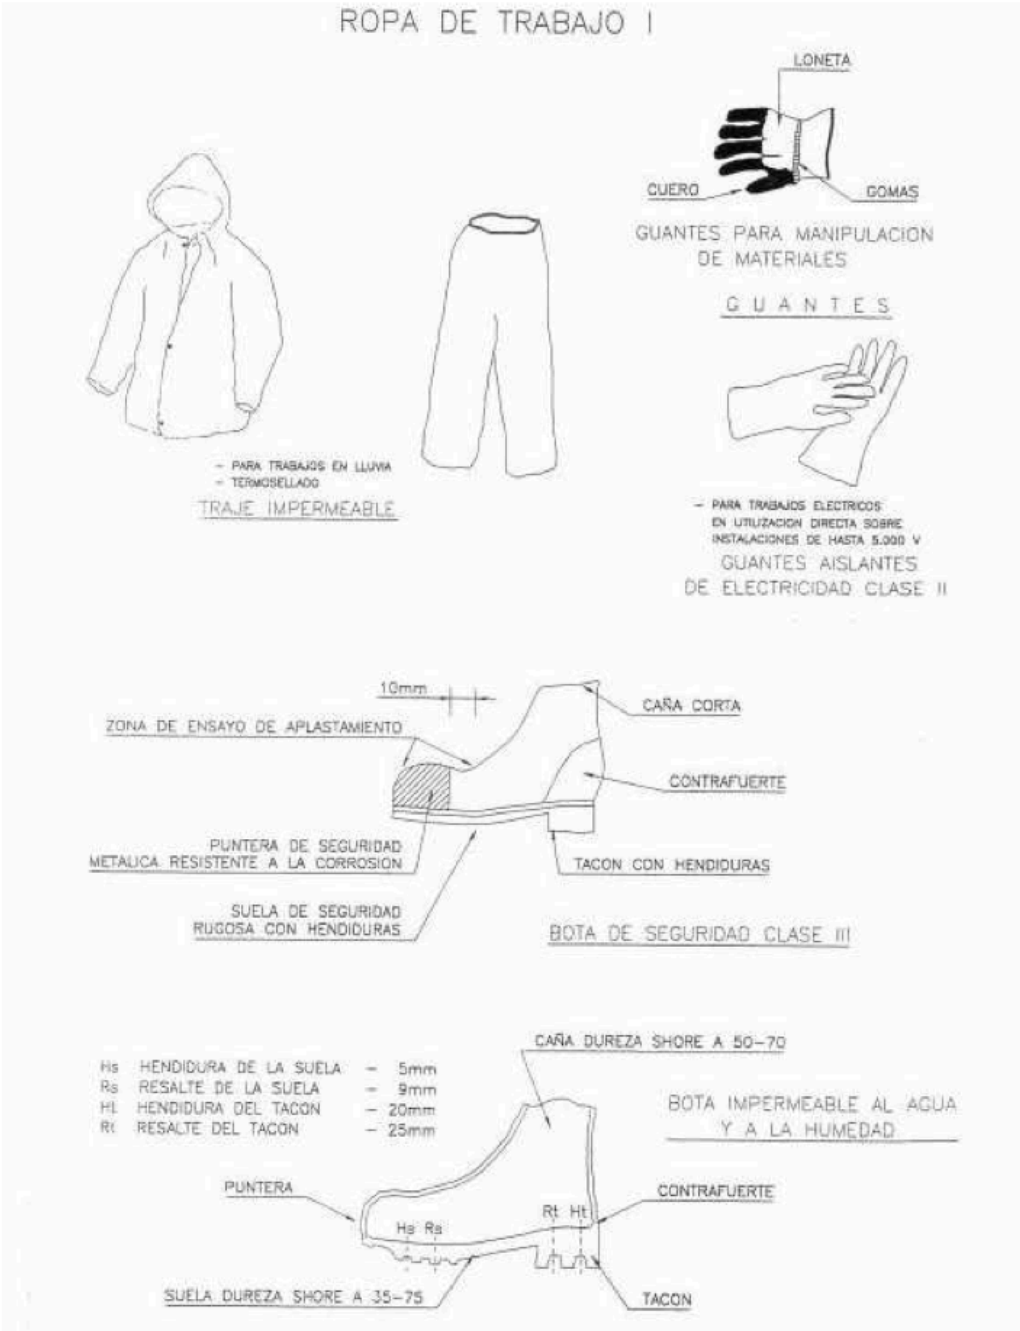 ROPA DE TRABAJO I
LONETA
CUERO
GOMAS
GUANTES PARA MANIPULACION
DE MATERIALES
GUANTES
- PARA TRABAJOS EN LLUVIA
- TERMOSELLADO
TRAJE IMPERMEABLE
- PARA TRABAJOS ELECTRICOS
EN UTILIZACION DIRECTA SOBRE
INSTALACIONES DE HASTA 5.000 V
GUANTES AISLANTES
DE ELECTRICIDAD CLASE II
10mm
CAÑA CORTA
ZONA DE ENSAYO DE APLASTAMIENTO
CONTRAFUERTE
PUNTERA DE SEGURIDAD
METALICA RESISTENTE A LA CORROSION
TACON CON HENDIDURAS
SUELA DE SEGURIDAD
RUGOSA CON HENDIDURAS
BOTA DE SEGURIDAD CLASE III
CAÑA DUREZA SHORE A 50-70
Hs HENDIDURA DE LA SUELA - 5mm
Rs RESALTE DE LA SUELA - 9mm
Ht HENDIDURA DEL TACON - 20mm
Rt RESALTE DEL TACON - 25mm
BOTA IMPERMEABLE AL AGUA
Y A LA HUMEDAD
PUNTERA
CONTRAFUERTE
Hs Rs
Rt Ht
SUELA DUREZA SHORE A 35-75
TACON